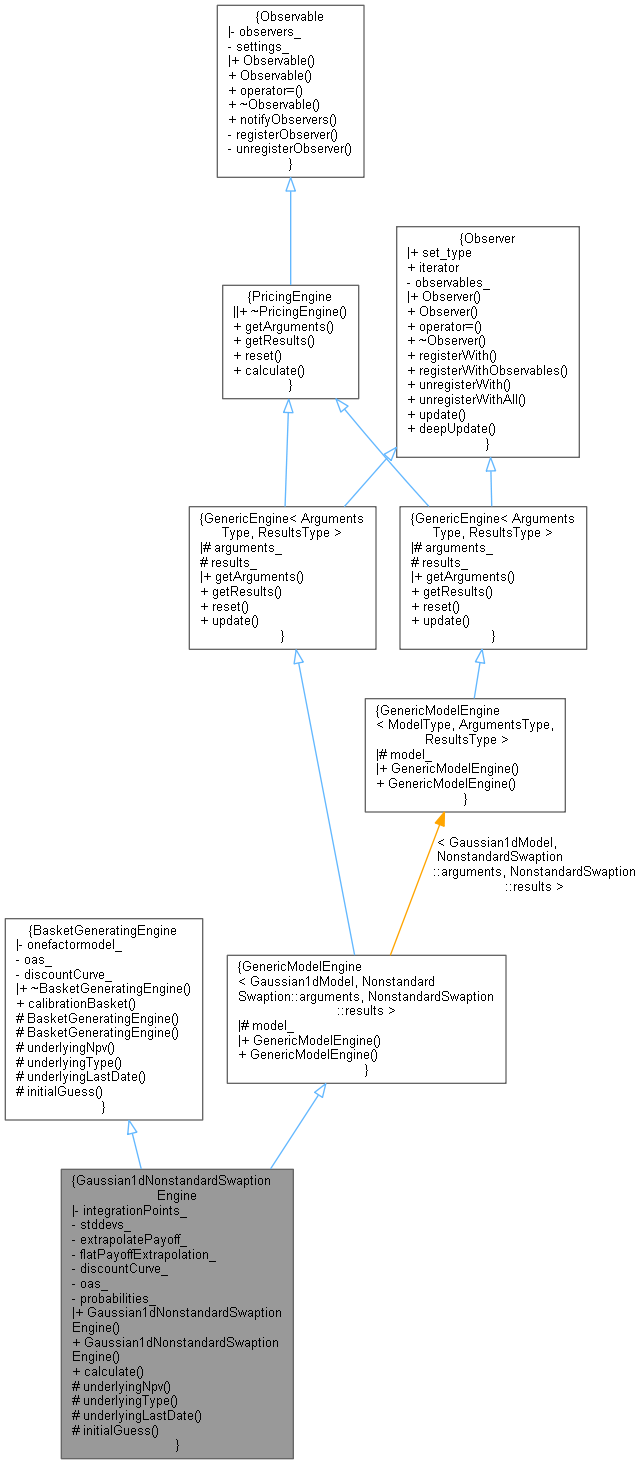 {Observable
|- observers_
- settings_
|+ Observable()
+ Observable()
+ operator=()
+ ~Observable()
+ notifyObservers()
- registerObserver()
- unregisterObserver()
}
{Observer
|+ set_type
+ iterator
- observables_
|+ Observer()
+ Observer()
+ operator=()
+ ~Observer()
+ registerWith()
+ registerWithObservables()
+ unregisterWith()
+ unregisterWithAll()
+ update()
+ deepUpdate()
}
{PricingEngine
||+ ~PricingEngine()
+ getArguments()
+ getResults()
+ reset()
+ calculate()
}
{GenericEngine< Arguments
Type, ResultsType >
|# arguments_
# results_
|+ getArguments()
+ getResults()
+ reset()
+ update()
}
{GenericEngine< Arguments
Type, ResultsType >
|# arguments_
# results_
|+ getArguments()
+ getResults()
+ reset()
+ update()
}
{GenericModelEngine
< ModelType, ArgumentsType,
ResultsType >
|# model_
|+ GenericModelEngine()
+ GenericModelEngine()
}
< Gaussian1dModel,
NonstandardSwaption
::arguments, NonstandardSwaption
::results >
{BasketGeneratingEngine
|- onefactormodel_
- oas_
- discountCurve_
|+ ~BasketGeneratingEngine()
+ calibrationBasket()
# BasketGeneratingEngine()
# BasketGeneratingEngine()
# underlyingNpv()
# underlyingType()
# underlyingLastDate()
# initialGuess()
}
{GenericModelEngine
< Gaussian1dModel, Nonstandard
Swaption::arguments, NonstandardSwaption
::results >
|# model_
|+ GenericModelEngine()
+ GenericModelEngine()
}
{Gaussian1dNonstandardSwaption
Engine
|- integrationPoints_
- stddevs_
- extrapolatePayoff_
- flatPayoffExtrapolation_
- discountCurve_
- oas_
- probabilities_
|+ Gaussian1dNonstandardSwaption
Engine()
+ Gaussian1dNonstandardSwaption
Engine()
+ calculate()
# underlyingNpv()
# underlyingType()
# underlyingLastDate()
# initialGuess()
}